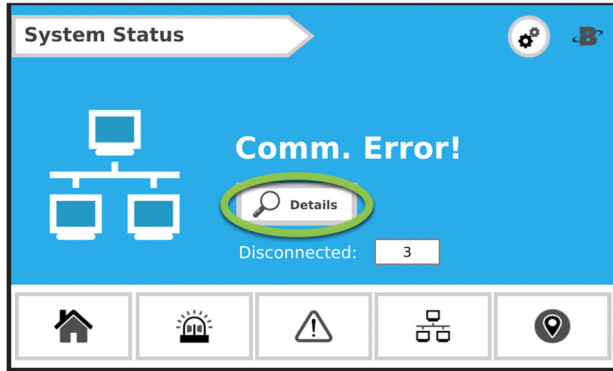 System Status
B
Comm. Error!
Details
Disconnected:
3